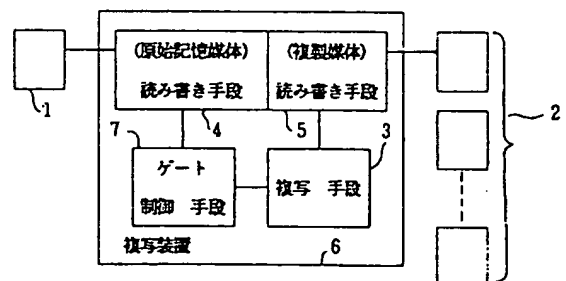 (原始記憶媒体)
読み書き手段
(複製媒体)
読み書き手段
1
4
5
2
7
3
ゲート
制御 手段
複写 手段
複写装置
6